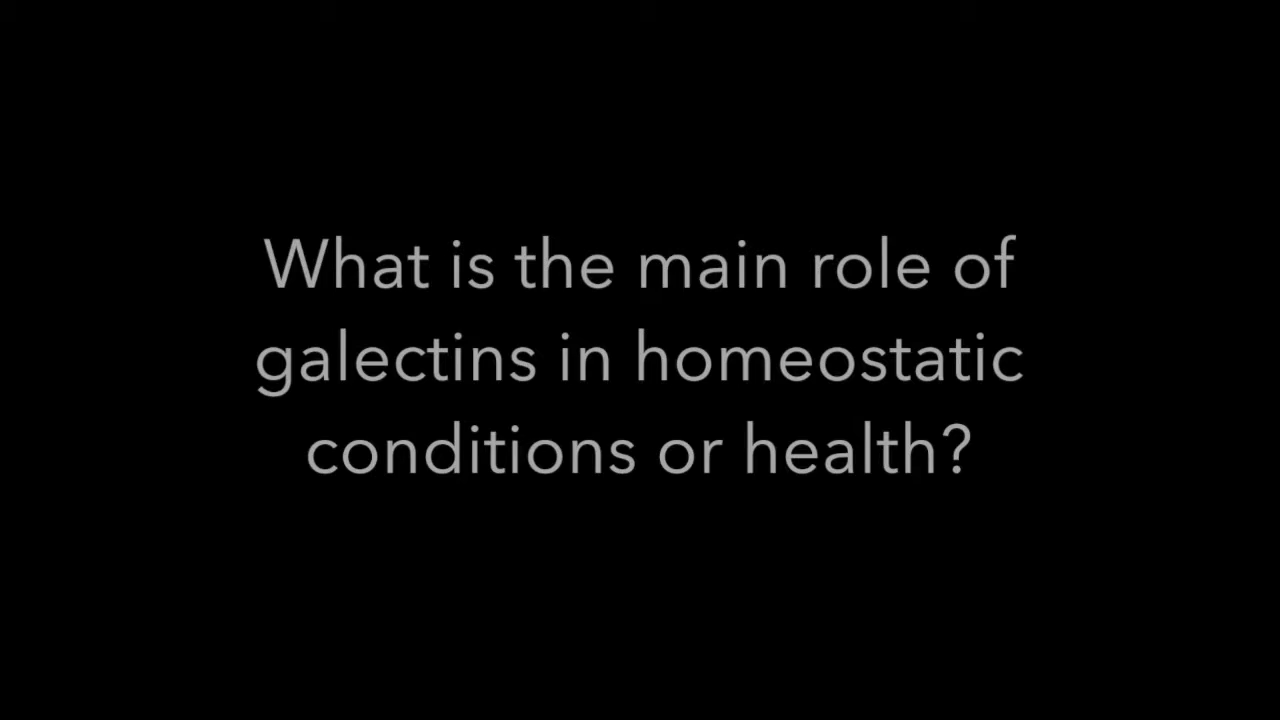 What is the main role of
galectins in homeostatic
conditions or health?